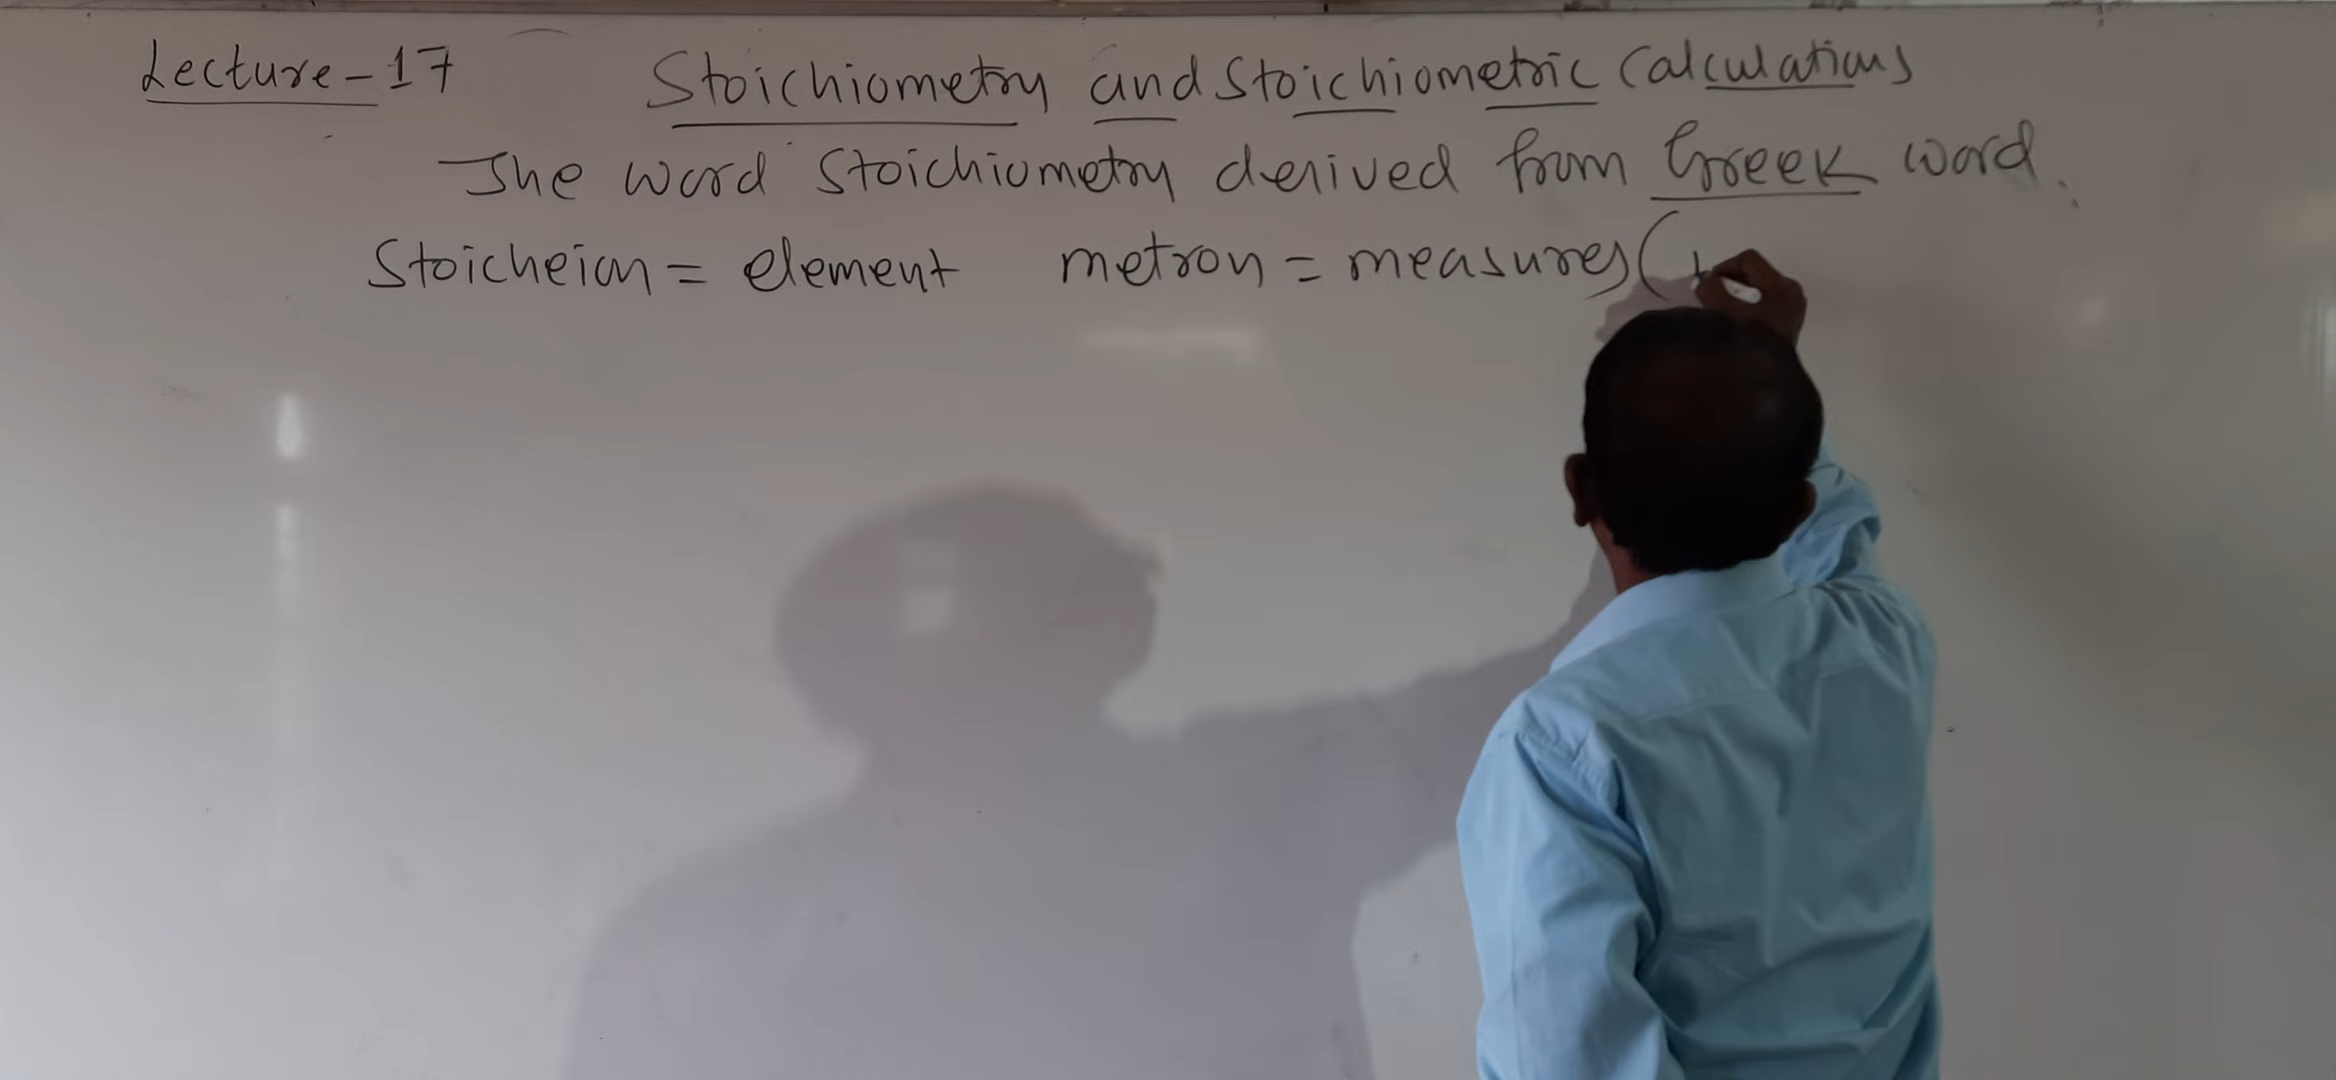 Lecture-17 Stoichiometry and Stoichiometric Calculations
The word Stoichiometry derived from Greek word.
Stoicheion = element metron = measures(